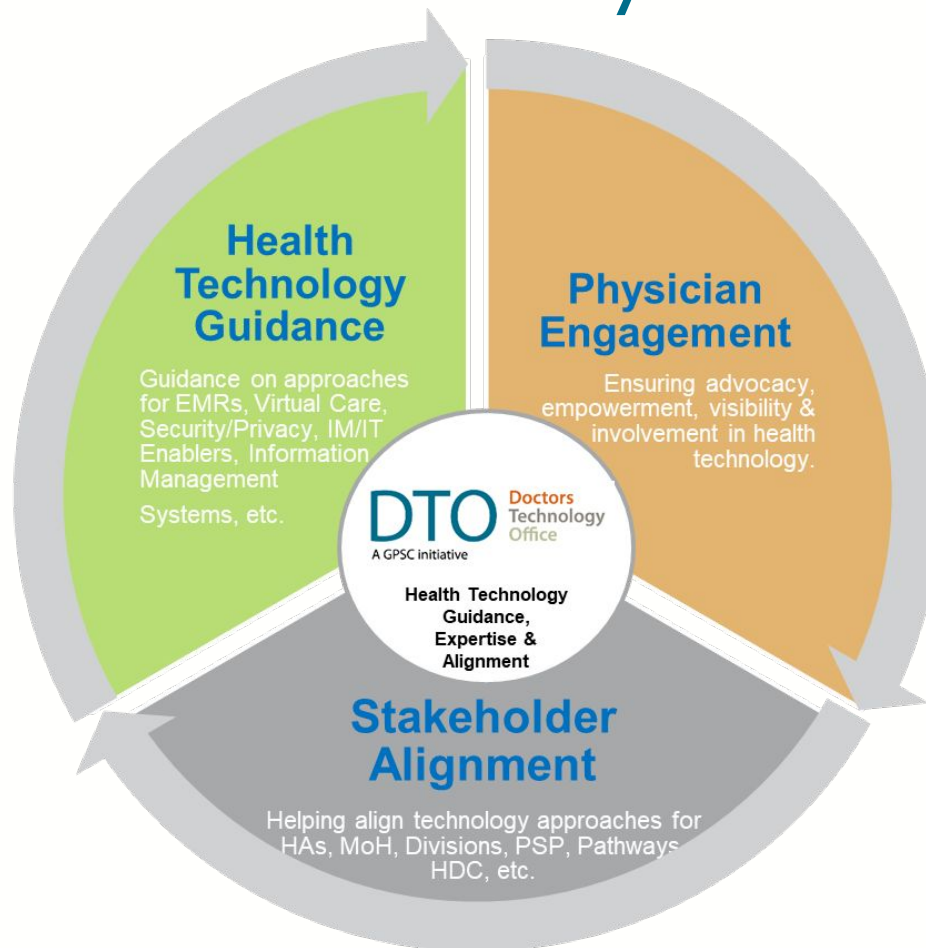 Health
Technology
Guidance
Guidance on approaches
for EMRs, Virtual Care,
Security/Privacy, IM/IT
Enablers, Information
Management
Systems, etc.
Physician
Engagement
Ensuring advocacy,
empowerment, visibility &
involvement in health
technology.
DTO
Doctors
Technology
Office
A GPSC initiative
Health Technology
Guidance,
Expertise &
Alignment
Stakeholder
Alignment
Helping align technology approaches for
HAs, MoH, Divisions, PSP, Pathways,
HDC, etc.